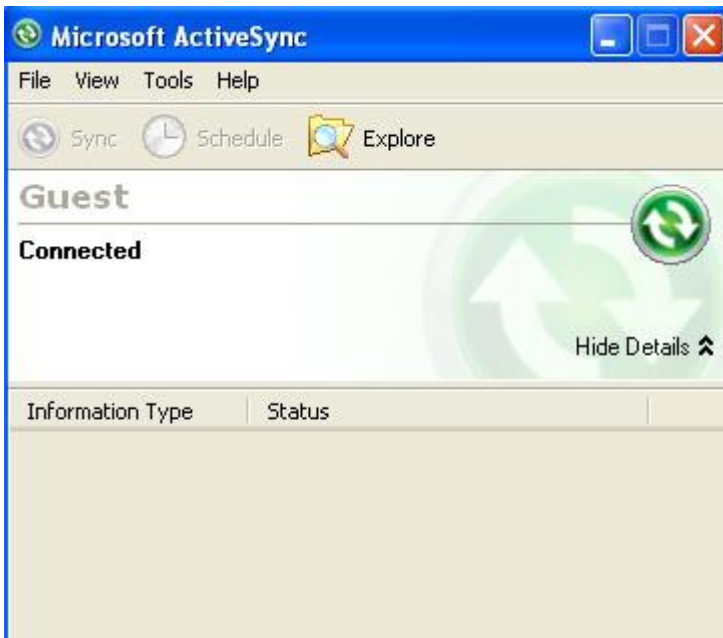 Microsoft ActiveSync
File View Tools Help
Sync Schedule Explore
Guest
Connected
Hide Details
Information Type Status